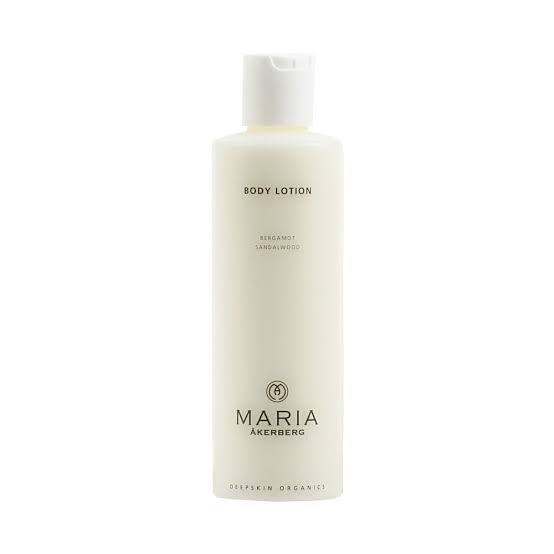 BODY LOTION
BERGAMOT
SANDALWOOD
MARIA
ÅKERBERG
DEEPSKIN ORGANICS